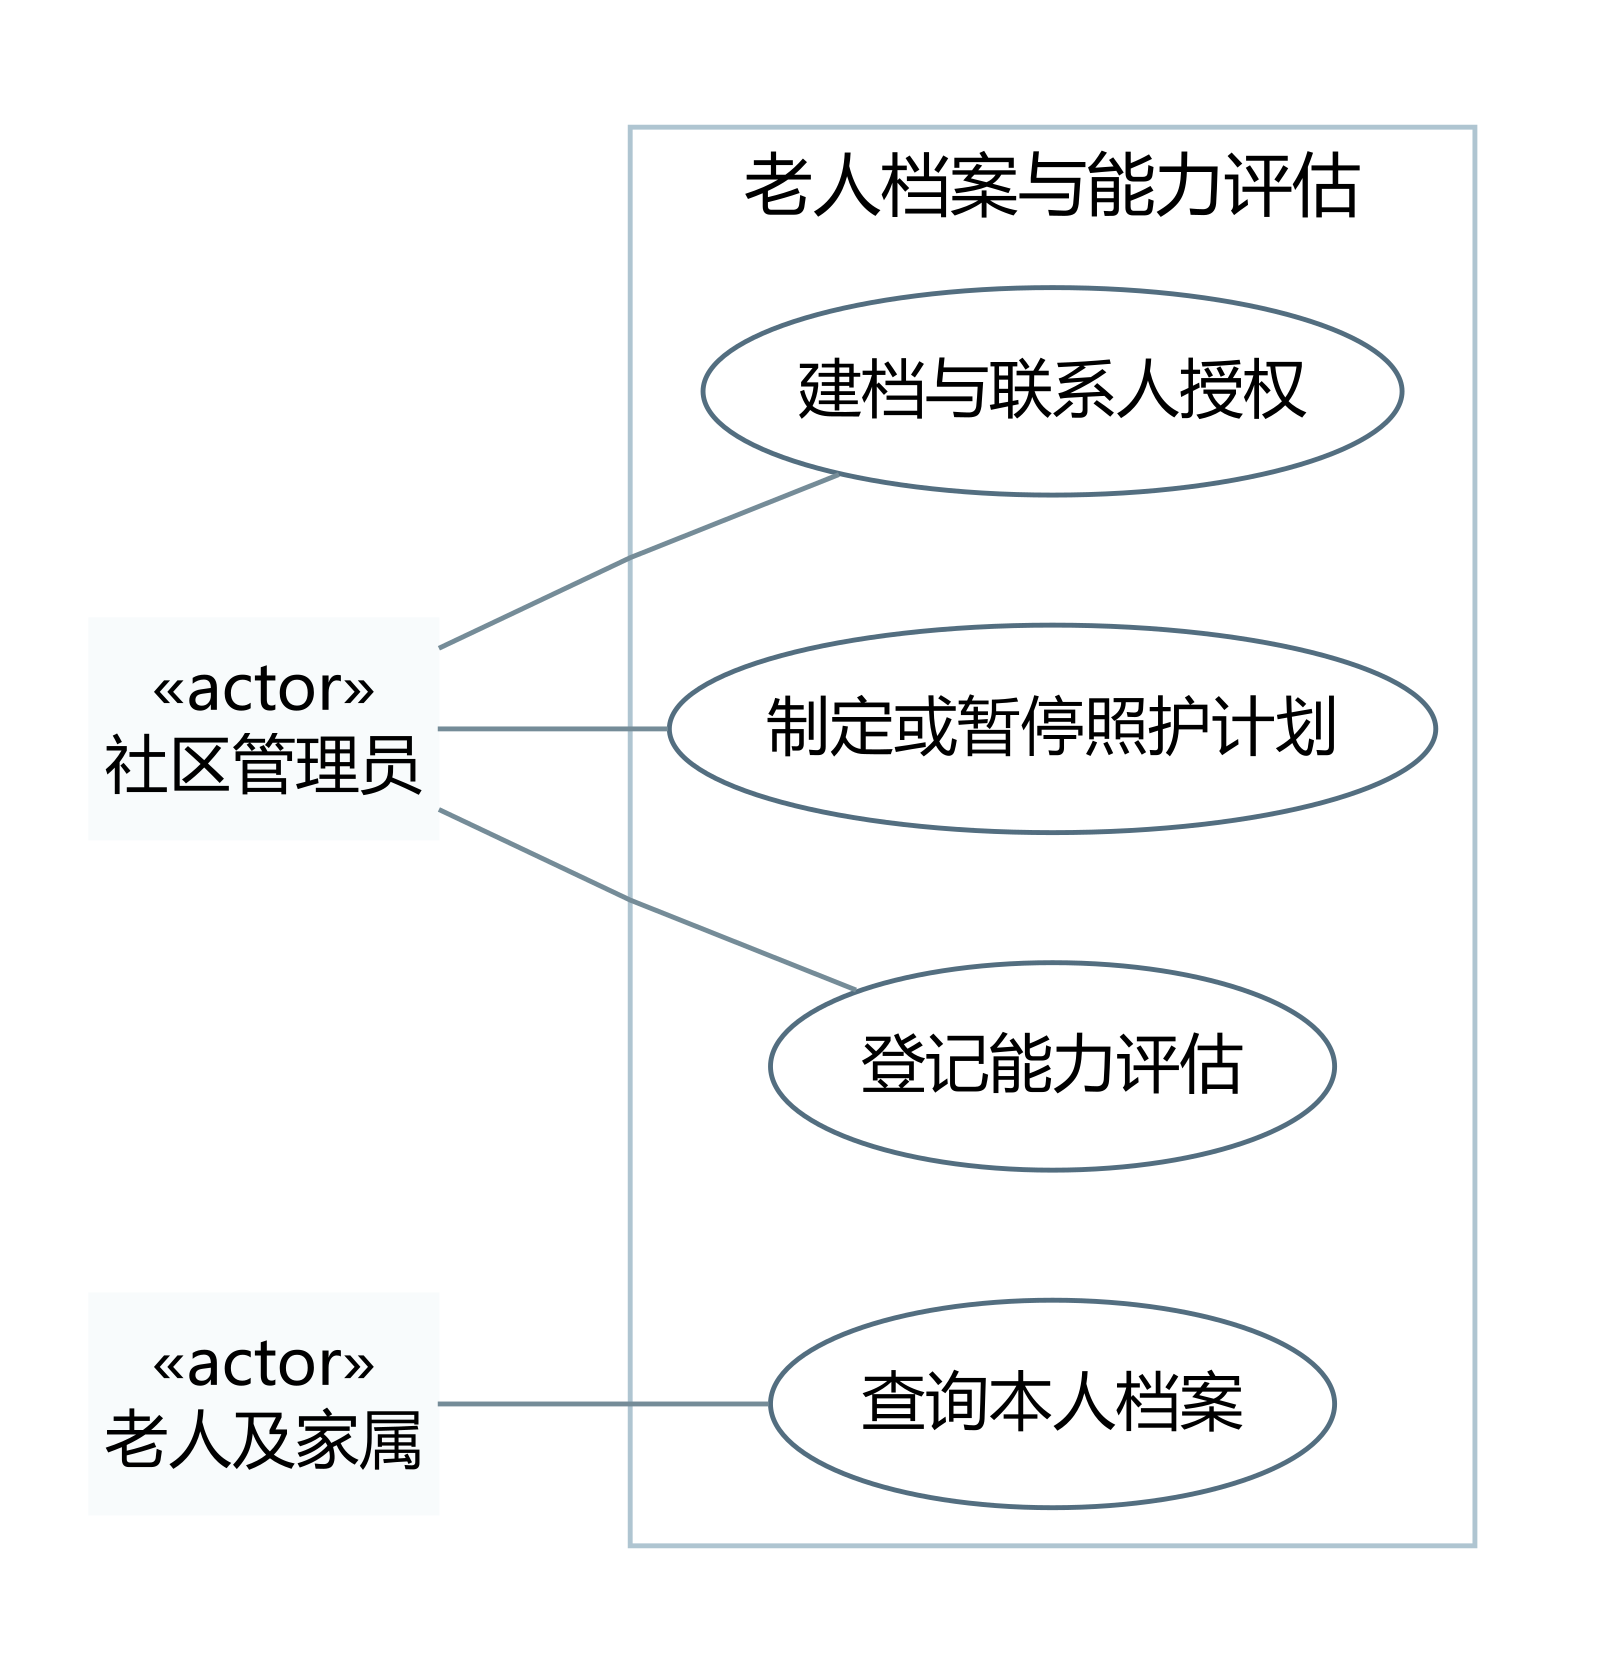 老人档案与能力评估
建档与联系人授权
«actor»
社区管理员
制定或暂停照护计划
登记能力评估
«actor»
老人及家属
查询本人档案